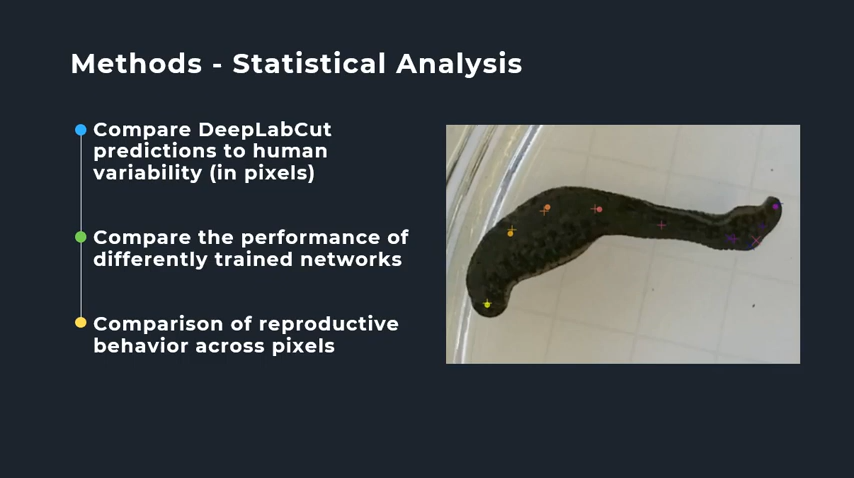 Methods - Statistical Analysis
Compare DeepLabCut
predictions to human
variability (in pixels)
Compare the performance of
differently trained networks
Comparison of reproductive
behavior across pixels